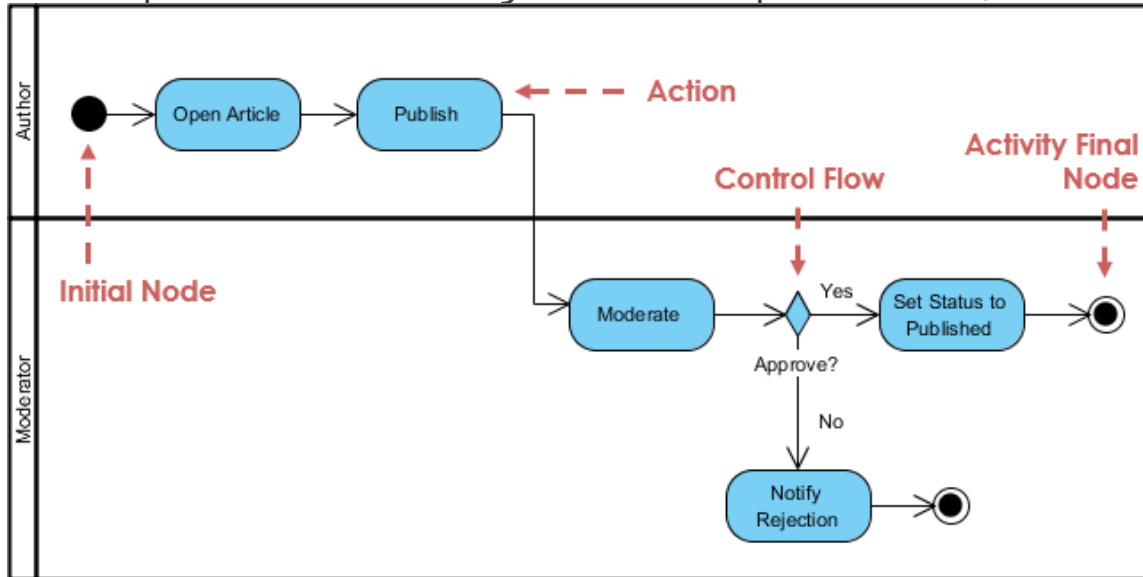 Author
Open Article
Publish
Action
Control Flow
Activity Final
Node
Initial Node
Moderator
Moderate
Yes
Set Status to
Published
Approve?
No
Notify
Rejection